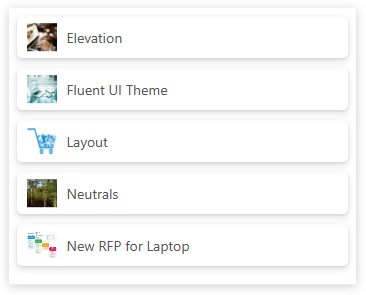 Elevation
Fluent UI Theme
Layout
Neutrals
New RFP for Laptop